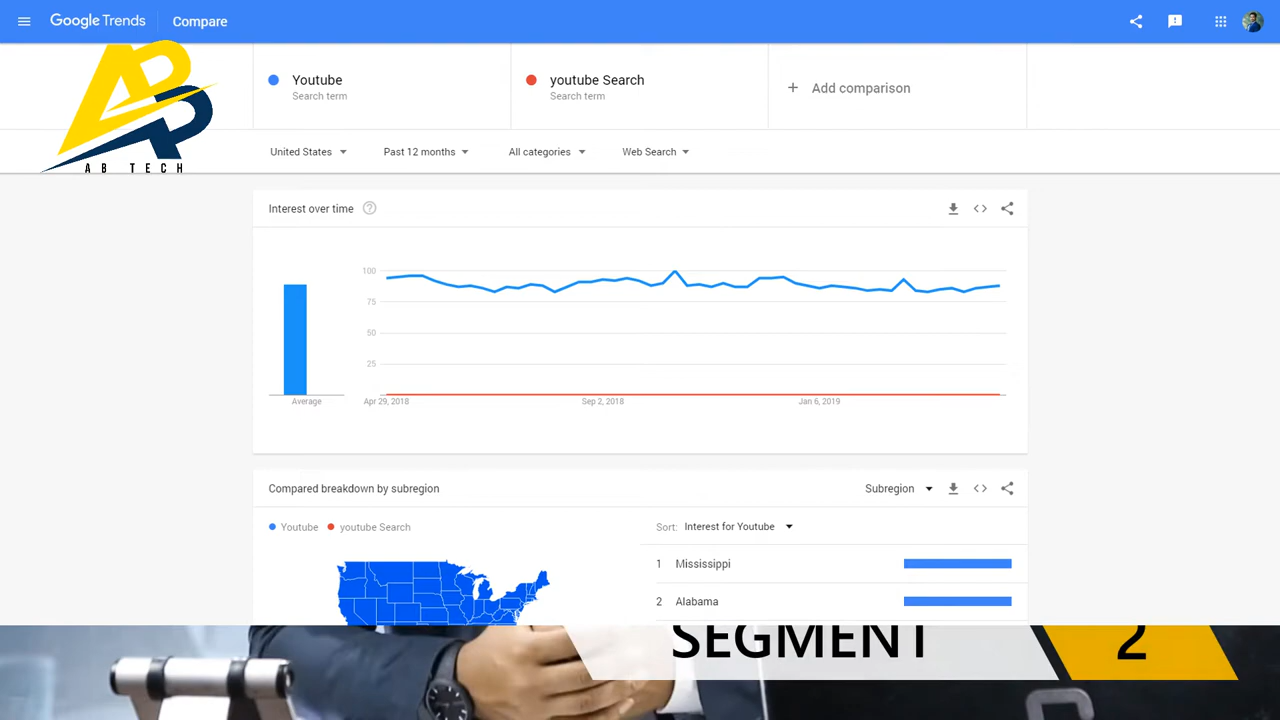 Google Trends
Compare
AB TECH
Youtube
Search term
youtube Search
Search term
+ Add comparison
United States
Past 12 months
All categories
Web Search
Interest over time
100
75
50
25
Average
Apr 29, 2018
Sep 2, 2018
Jan 6, 2019
Compared breakdown by subregion
Subregion
Youtube
youtube Search
Sort: Interest for Youtube
1 Mississippi
2 Alabama
SEGMENT 2